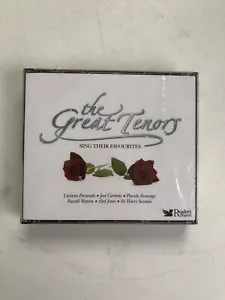 the
Great Tenors
SING THEIR FAVOURITES
Luciano Pavarotti • José Carreras • Placido Domingo
Russell Watson • Aled Jones • Sir Harry Secombe
Reader's
Digest